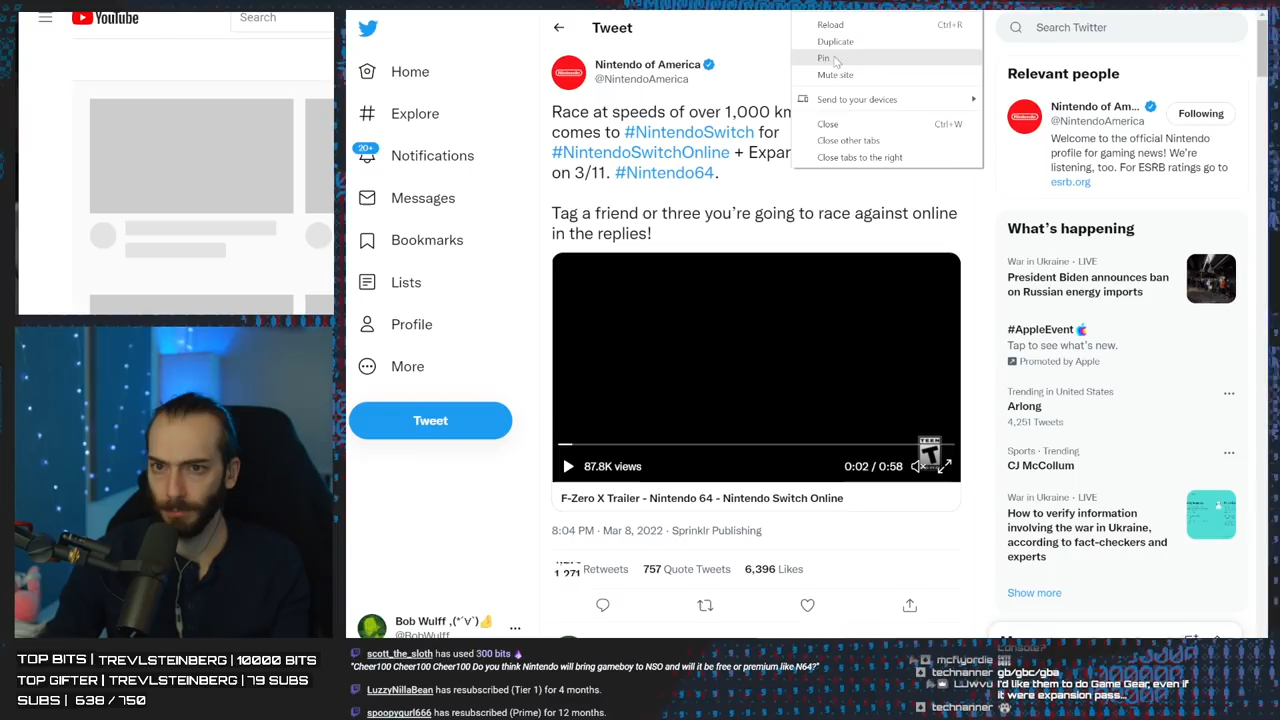 YouTube
Search
Home
Explore
20+
Notifications
Messages
Bookmarks
Lists
Profile
More
Tweet
Bob Wulff ,(*´∀`)👍
@BobWulff
Tweet
Nintendo of America
@NintendoAmerica
Race at speeds of over 1,000 km
comes to #NintendoSwitch for
#NintendoSwitchOnline + Expan
on 3/11. #Nintendo64.
Tag a friend or three you're going to race against online
in the replies!
TEEN
T
87.8K views
0:02 / 0:58
F-Zero X Trailer - Nintendo 64 - Nintendo Switch Online
8:04 PM · Mar 8, 2022 · Sprinklr Publishing
1,271 Retweets 757 Quote Tweets 6,396 Likes
Reload Ctrl+R
Duplicate
Pin
Mute site
Send to your devices
Close Ctrl+W
Close other tabs
Close tabs to the right
Search Twitter
Relevant people
Nintendo of Am...
@NintendoAmerica
Following
Welcome to the official Nintendo
profile for gaming news! We're
listening, too. For ESRB ratings go to
esrb.org
What's happening
War in Ukraine · LIVE
President Biden announces ban
on Russian energy imports
#AppleEvent
Tap to see what's new.
Promoted by Apple
Trending in United States
Arlong
4,251 Tweets
Sports · Trending
CJ McCollum
War in Ukraine · LIVE
How to verify information
involving the war in Ukraine,
according to fact-checkers and
experts
Show more
TOP BITS | TREVLSTEINBERG | 10000 BITS
TOP GIFTER | TREVLSTEINBERG | 79 SUBS
SUBS | 638 / 750
scott_the_sloth has used 300 bits
"Cheer100 Cheer100 Cheer100 Do you think Nintendo will bring gameboy to NSO and will it be free or premium like N64?"
LuzzyNillaBean has resubscribed (Tier 1) for 4 months.
spoopygurl666 has resubscribed (Prime) for 12 months.
console?
mcflyordie
technanner gb/gbc/gba
LJWVU I'd like them to do Game Gear, even if
it were expansion pass...
technanner